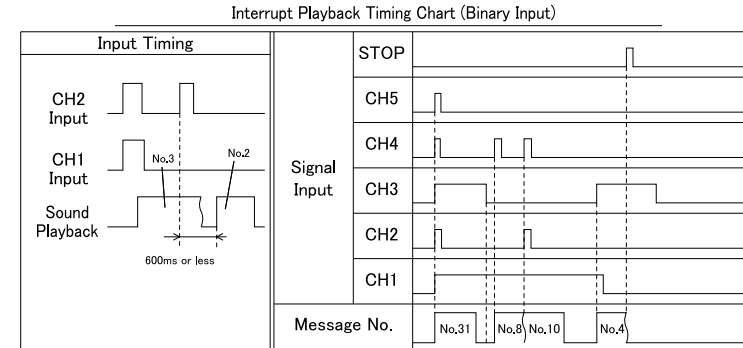 Interrupt Playback Timing Chart (Binary Input)
Input Timing
CH2
Input
CH1
Input
No.3
No.2
Sound
Playback
600ms or less
Signal
Input
STOP
CH5
CH4
CH3
CH2
CH1
Message No.
No.31
No.8
No.10
No.4